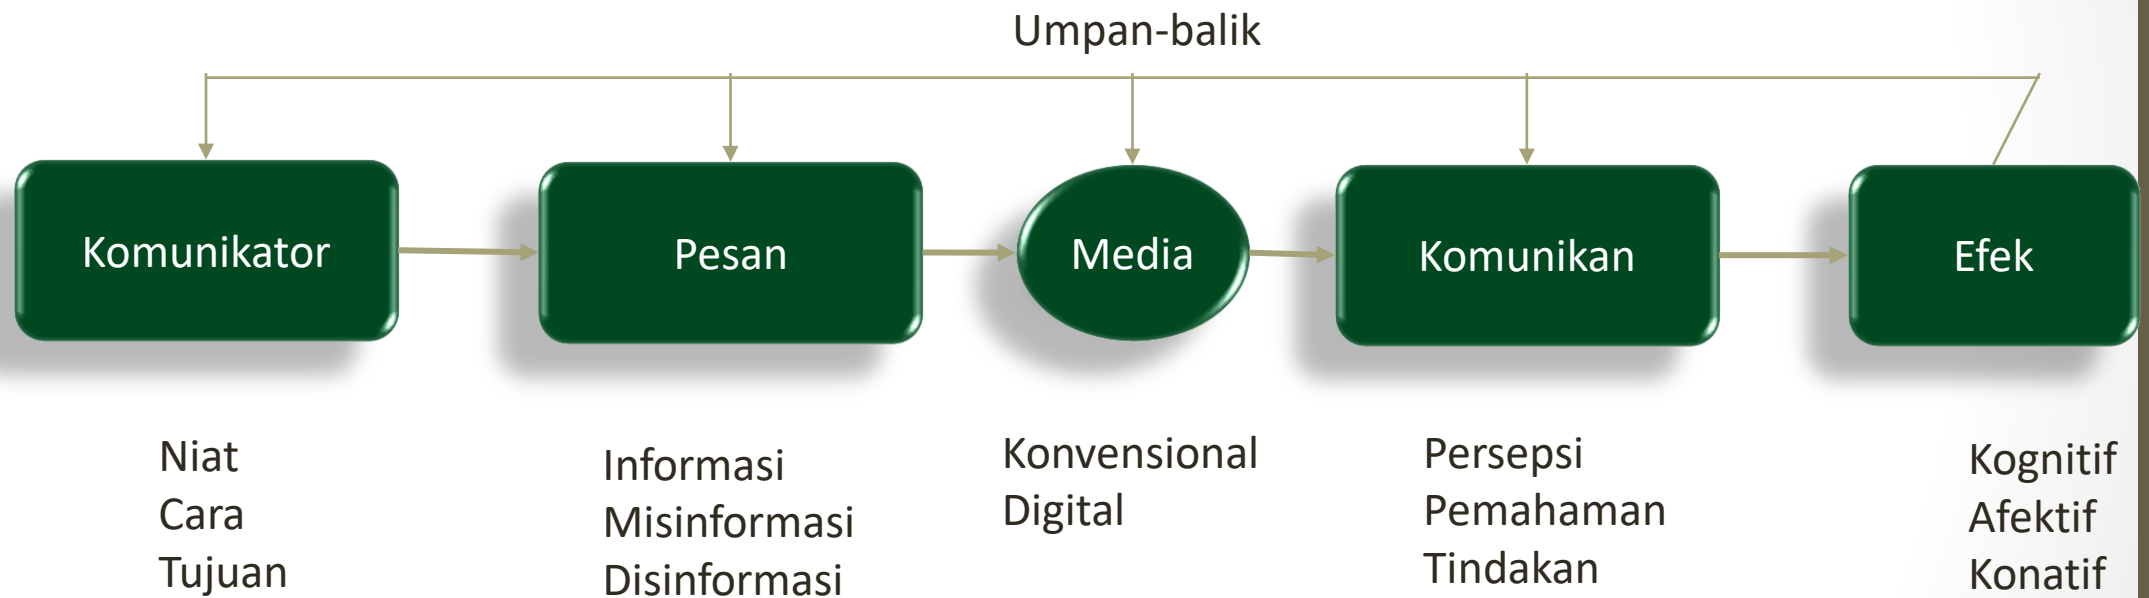 Umpan-balik
Komunikator
Pesan
Media
Komunikan
Efek
Niat
Cara
Tujuan
Informasi
Misinformasi
Disinformasi
Konvensional
Digital
Persepsi
Pemahaman
Tindakan
Kognitif
Afektif
Konatif